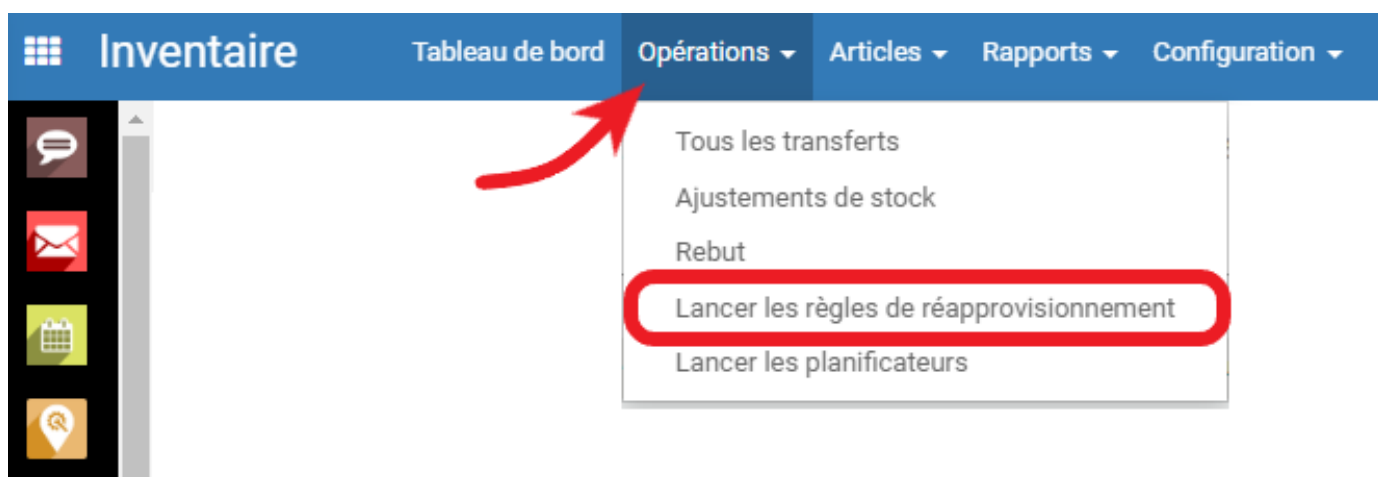 Inventaire Tableau de bord Opérations Articles Rapports Configuration
Tous les transferts
Ajustements de stock
Rebut
Lancer les règles de réapprovisionnement
Lancer les planificateurs